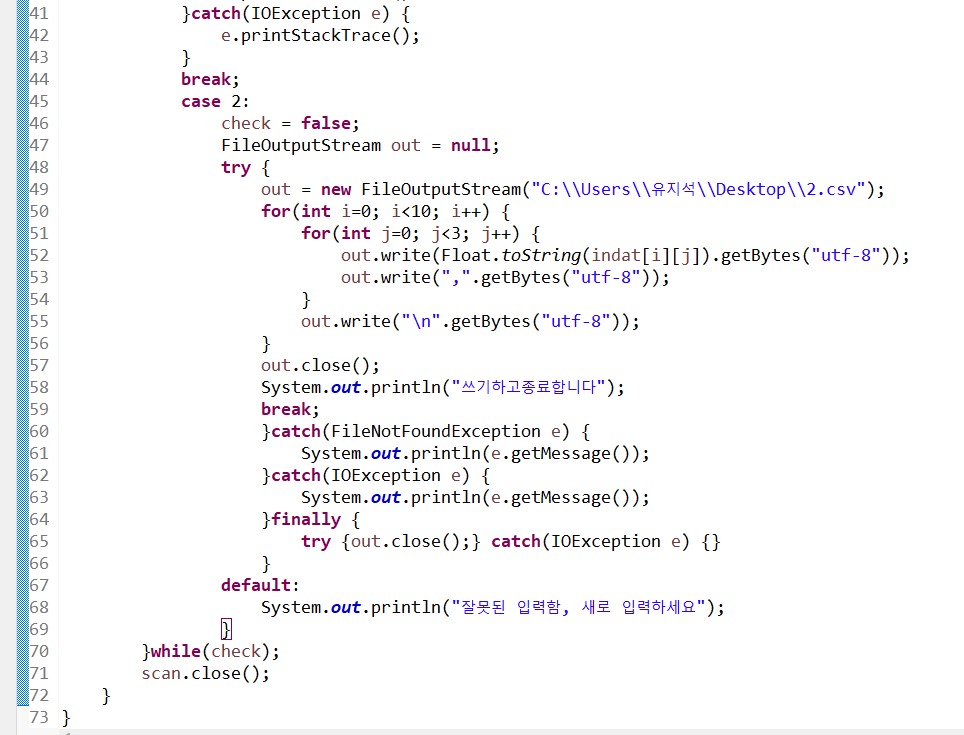 41 }catch(IOException e) {
42 e.printStackTrace();
43 }
44 break;
45 case 2:
46 check = false;
47 FileOutputStream out = null;
48 try {
49 out = new FileOutputStream("C:\\Users\\유지석\\Desktop\\2.csv");
50 for(int i=0; i<10; i++) {
51 for(int j=0; j<3; j++) {
52 out.write(Float.toString(indat[i][j]).getBytes("utf-8"));
53 out.write(",".getBytes("utf-8"));
54 }
55 out.write("\n".getBytes("utf-8"));
56 }
57 out.close();
58 System.out.println("쓰기하고종료합니다");
59 break;
60 }catch(FileNotFoundException e) {
61 System.out.println(e.getMessage());
62 }catch(IOException e) {
63 System.out.println(e.getMessage());
64 }finally {
65 try {out.close();} catch(IOException e) {}
66 }
67 default:
68 System.out.println("잘못된 입력함, 새로 입력하세요");
69 }
70 }while(check);
71 scan.close();
72 }
73 }